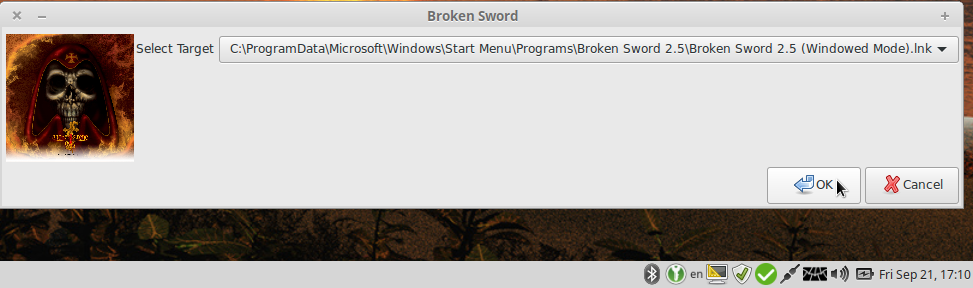 Broken Sword
Select Target
C:\ProgramData\Microsoft\Windows\Start Menu\Programs\Broken Sword 2.5\Broken Sword 2.5 (Windowed Mode).lnk
OK
Cancel
en
Fri Sep 21, 17:10